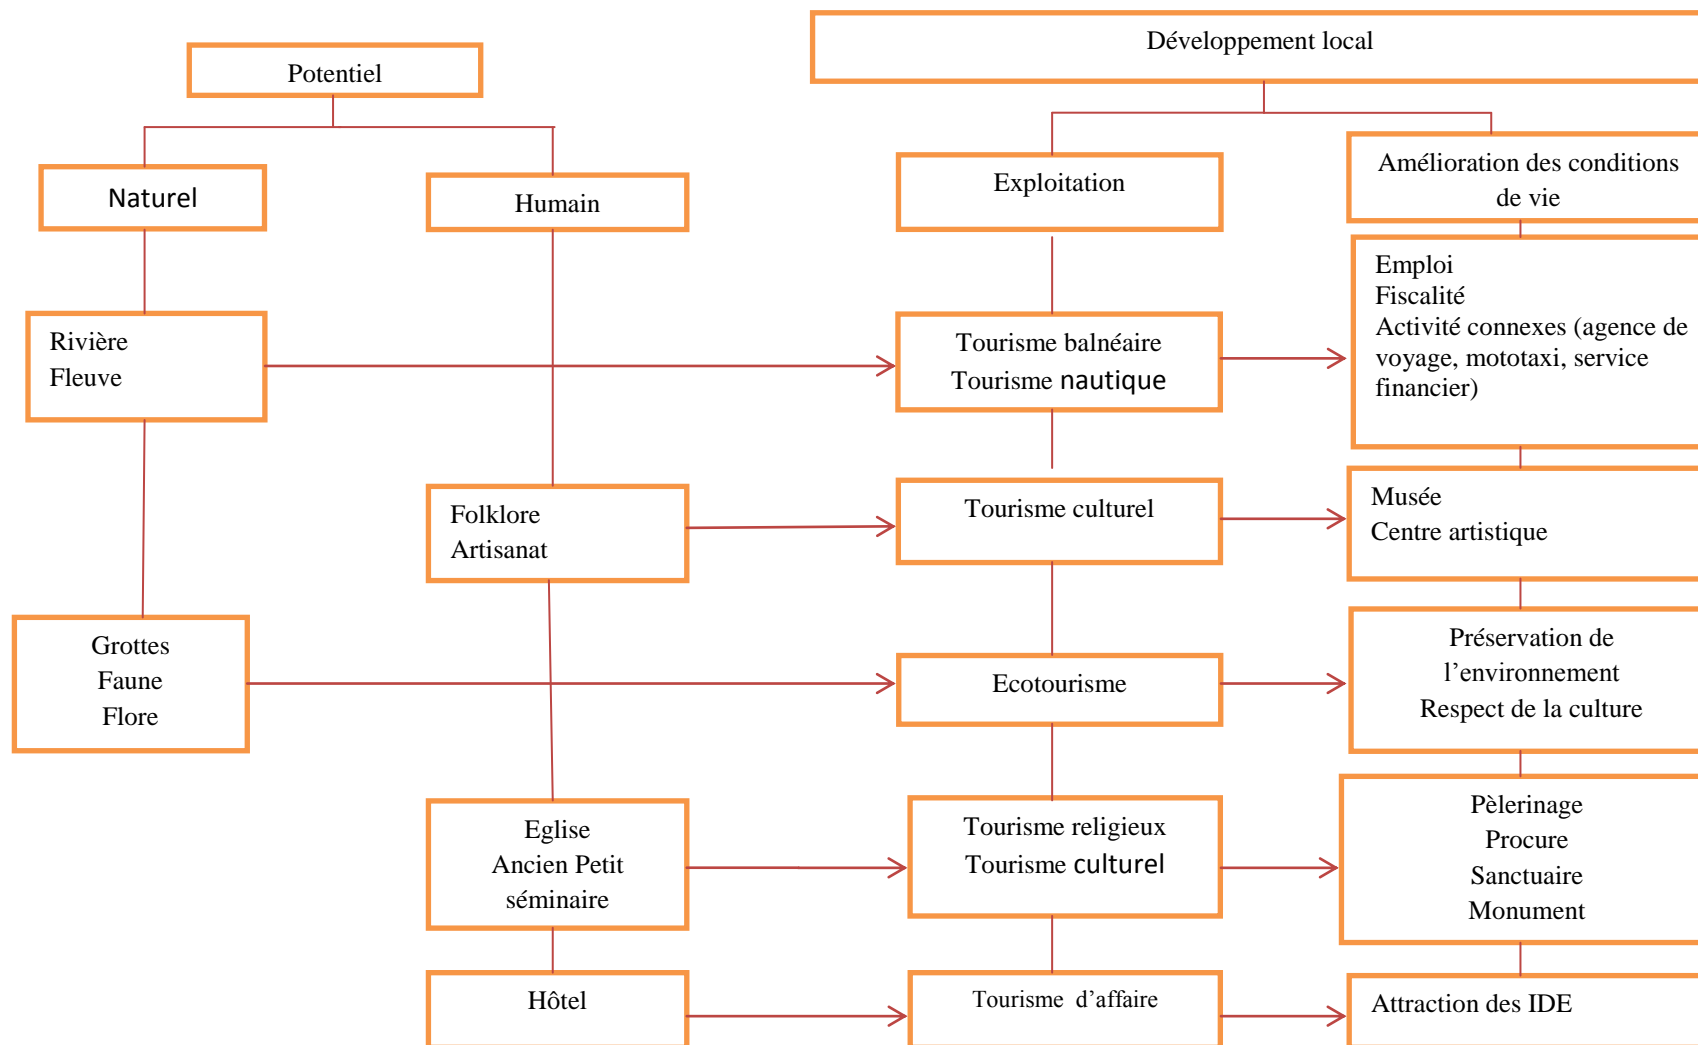 Développement local
Potentiel
Naturel
Humain
Exploitation
Amélioration des conditions
de vie
Rivière
Fleuve
Tourisme balnéaire
Tourisme nautique
Emploi
Fiscalité
Activité connexes (agence de
voyage, mototaxi, service
financier)
Folklore
Artisanat
Tourisme culturel
Musée
Centre artistique
Grottes
Faune
Flore
Ecotourisme
Préservation de
l’environnement
Respect de la culture
Eglise
Ancien Petit
séminaire
Tourisme religieux
Tourisme culturel
Pèlerinage
Procure
Sanctuaire
Monument
Hôtel
Tourisme d’affaire
Attraction des IDE